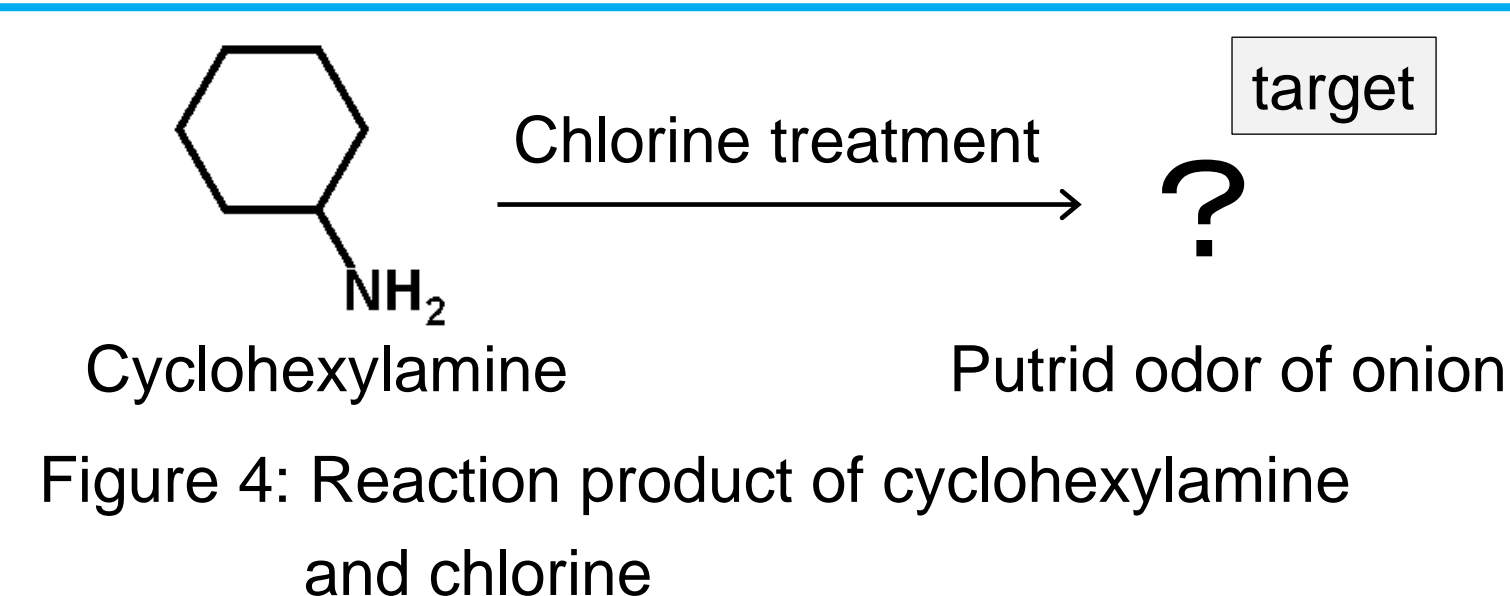 target
Chlorine treatment
?
NH₂
Cyclohexylamine
Putrid odor of onion
Figure 4: Reaction product of cyclohexylamine
and chlorine